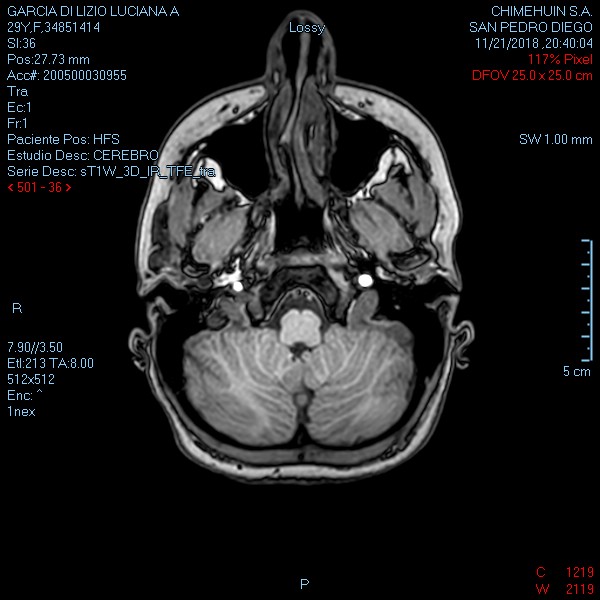 GARCIA DI LIZIO LUCIANA A
29Y,F,34851414
Sl:36
Pos:27.73 mm
Acc#: 200500030955
Tra
Ec:1
Fr:1
Paciente Pos: HFS
Estudio Desc: CEREBRO
Serie Desc: sT1W_3D_IR_TFE_tra
< 501 - 36 >
Lossy
CHIMEHUIN S.A.
SAN PEDRO DIEGO
11/21/2018 ,20:40:04
117% Pixel
DFOV 25.0 x 25.0 cm
SW 1.00 mm
R
7.90//3.50
Etl:213 TA:8.00
512x512
Enc: ^
1nex
5 cm
P
C 1219
W 2119